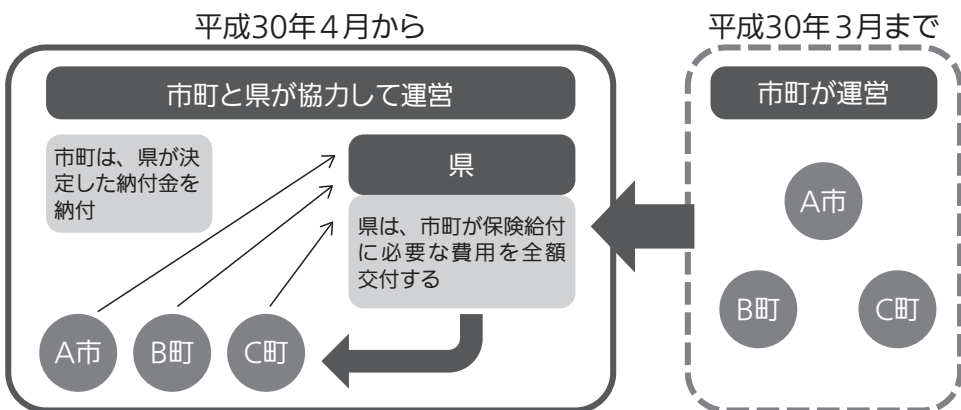 平成30年4月から
市町と県が協力して運営
市町は、県が決
定した納付金を
納付
県
県は、市町が保険給付
に必要な費用を全額
交付する
A市
B町
C町
平成30年3月まで
市町が運営
A市
B町
C町